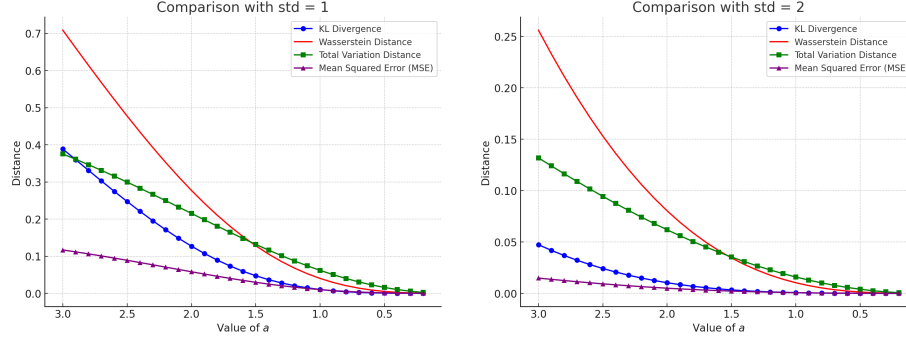 Comparison with std = 1
KL Divergence
Wasserstein Distance
Total Variation Distance
Mean Squared Error (MSE)
Distance
0.7
0.6
0.5
0.4
0.3
0.2
0.1
0.0
3.0 2.5 2.0 1.5 1.0 0.5
Value of a
Comparison with std = 2
KL Divergence
Wasserstein Distance
Total Variation Distance
Mean Squared Error (MSE
Distance
0.25
0.20
0.15
0.10
0.05
0.00
3.0 2.5 2.0 1.5 1.0 0.5
Value of a